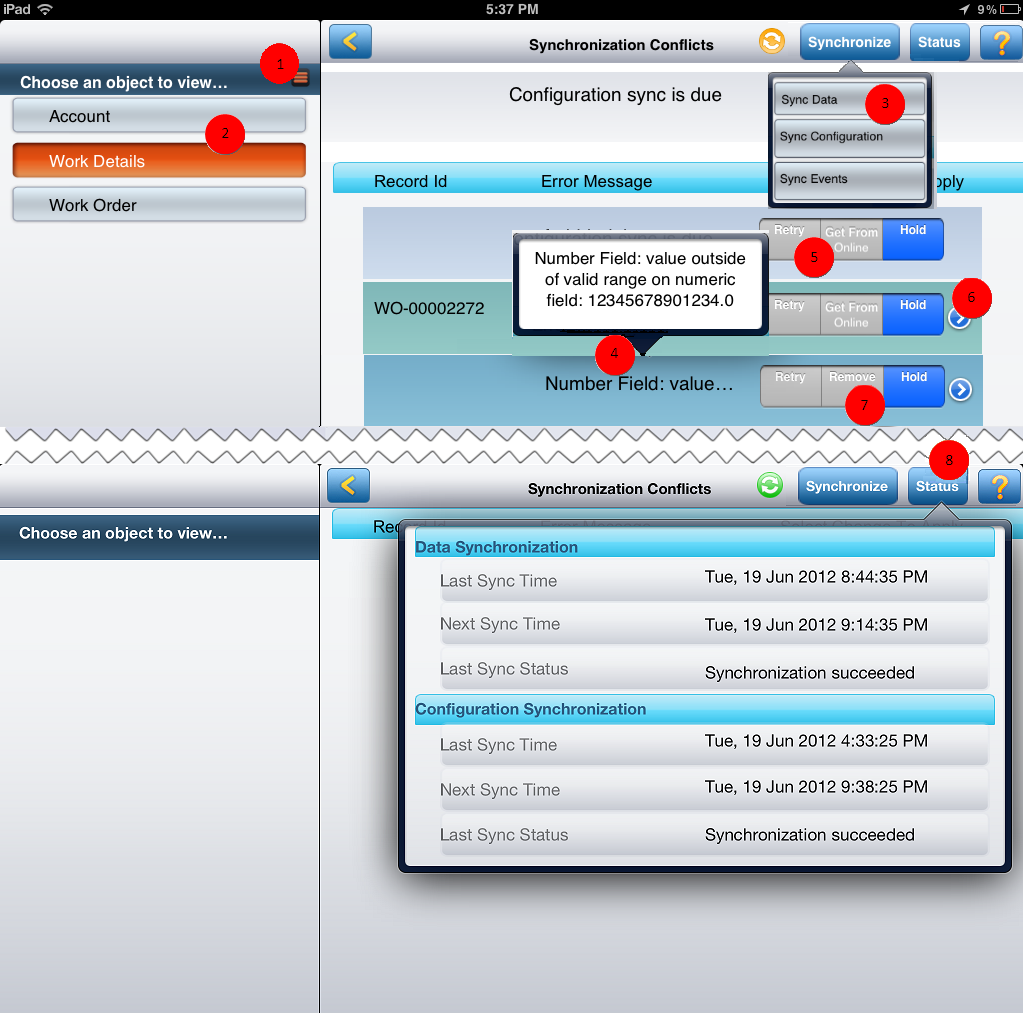 iPad 5:37 PM 9%
Synchronization Conflicts Synchronize Status ?
1
Choose an object to view...
Account
2
Work Details
Work Order
Configuration sync is due
Sync Data
3
Sync Configuration
Sync Events
Record Id Error Message pply
Retry Get From Online Hold
5
Number Field: value outside
of valid range on numeric
field: 12345678901234.0
WO-00002272
Retry Get From Online Hold
6
4
Number Field: value...
Retry Remove Hold
7
8
Synchronization Conflicts Synchronize Status ?
Choose an object to view...
Data Synchronization
Last Sync Time Tue, 19 Jun 2012 8:44:35 PM
Next Sync Time Tue, 19 Jun 2012 9:14:35 PM
Last Sync Status Synchronization succeeded
Configuration Synchronization
Last Sync Time Tue, 19 Jun 2012 4:33:25 PM
Next Sync Time Tue, 19 Jun 2012 9:38:25 PM
Last Sync Status Synchronization succeeded